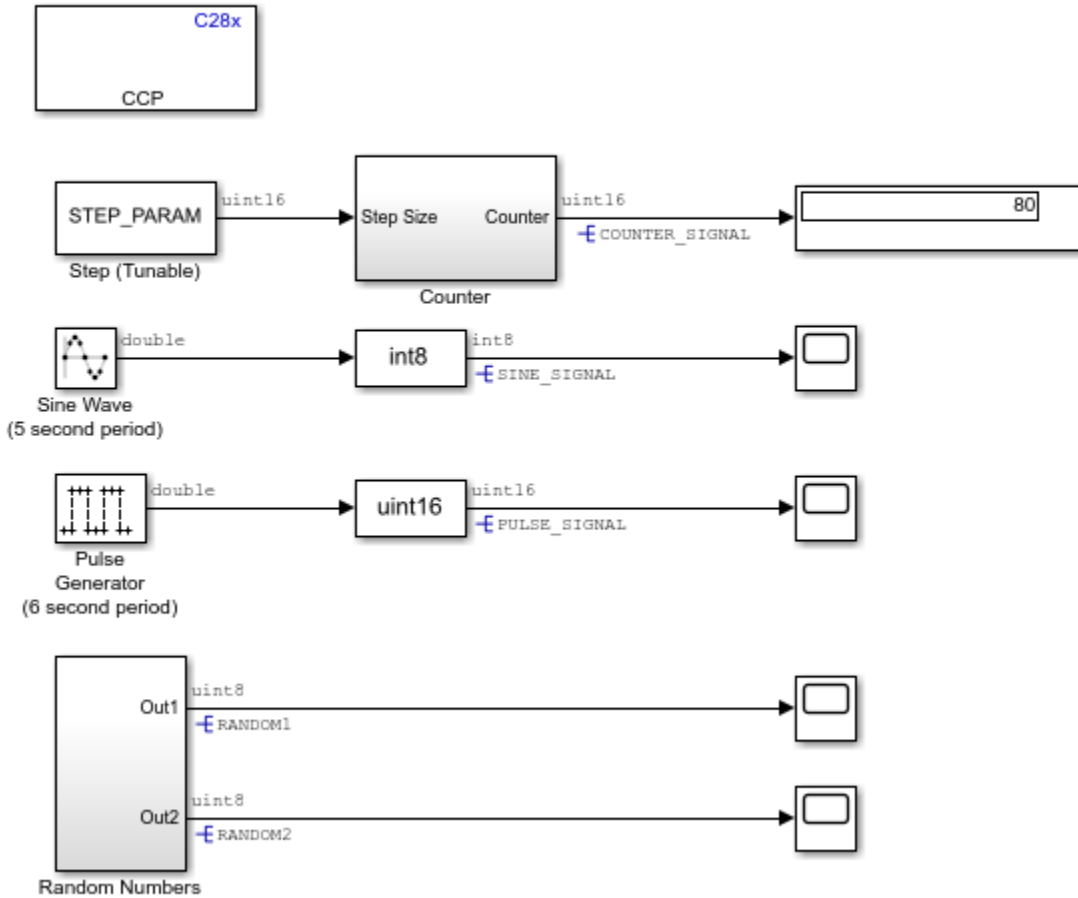 C28x
CCP
STEP_PARAM
uint16
Step Size
Counter
uint16
COUNTER_SIGNAL
80
Step (Tunable)
Counter
double
int8
int8
SINE_SIGNAL
Sine Wave
(5 second period)
double
uint16
uint16
PULSE_SIGNAL
Pulse
Generator
(6 second period)
Out1
uint8
RANDOM1
Out2
uint8
RANDOM2
Random Numbers